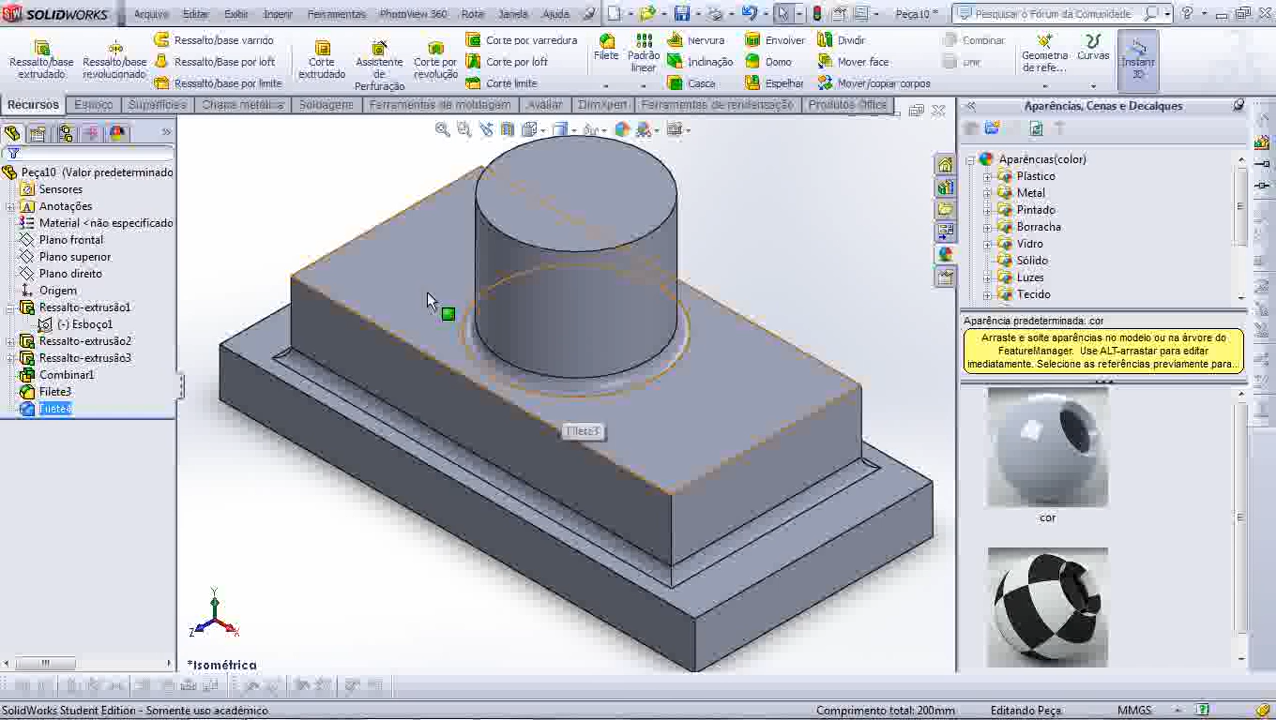 SOLIDWORKS
Arquivo Editar Exibir Inserir Ferramentas PhotoView 360 Rota Janela Ajuda
Peça10 *
Pesquisar o Fórum da Comunidade
Ressalto/base extrudado
Ressalto/base revolucionado
Ressalto/base varrido
Ressalto/base por loft
Ressalto/base por limite
Corte extrudado
Assistente de Perfuração
Corte por revolução
Corte por varredura
Corte por loft
Corte limite
Filete
Padrão linear
Nervura
Inclinação
Casca
Envolver
Domo
Espelhar
Dividir
Mover face
Mover/copiar corpos
Combinar
Unir
Geometria de refe...
Curvas
Instant 3D
Recursos Esboço Superfícies Chapa metálica Soldagens Ferramentas de moldagem Avaliar DimXpert Ferramentas de renderização Produtos Office
Peça10 (Valor predeterminado
Sensores
Anotações
Material <não especificado
Plano frontal
Plano superior
Plano direito
Origem
Ressalto-extrusão1
(-) Esboço1
Ressalto-extrusão2
Ressalto-extrusão3
Combinar1
Filete3
Filete4
Filete3
Y
Z
X
*Isométrica
Aparências, Cenas e Decalques
Aparências(color)
Plástico
Metal
Pintado
Borracha
Vidro
Sólido
Luzes
Tecido
Aparência predeterminada: cor
Arraste e solte aparências no modelo ou na árvore do
FeatureManager. Use ALT-arrastar para editar
imediatamente. Selecione as referências previamente para...
cor
SolidWorks Student Edition - Somente uso acadêmico
Comprimento total: 200mm
Editando Peça
MMGS